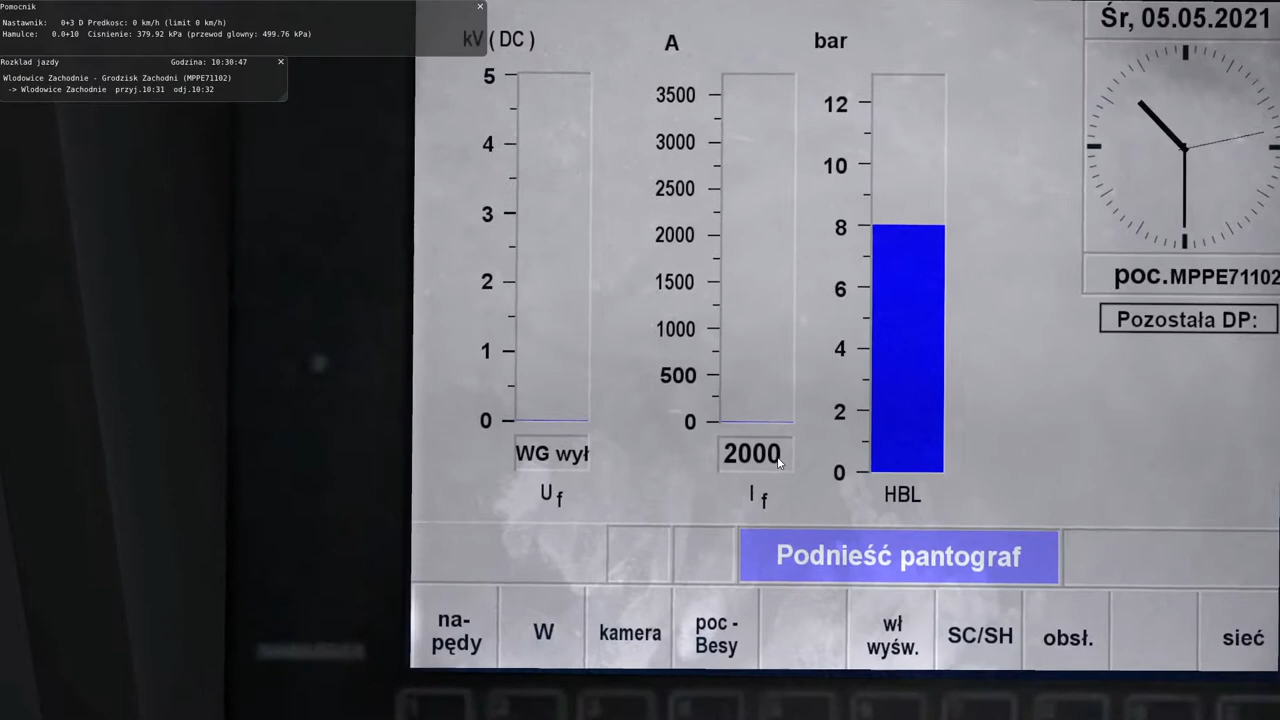 Pomocnik
Nastawnik: 0+3 D Predkosc: 0 km/h (limit 0 km/h)
Hamulce: 0.0+10 Cisnienie: 379.92 kPa (przewod glowny: 499.76 kPa)
Rozklad jazdy Godzina: 10:30:47
Wlodowice Zachodnie - Grodzisk Zachodni (MPPE71102)
-> Wlodowice Zachodnie przyj.10:31 odj.10:32
kV ( DC )
5
4
3
2
1
0
WG wył
U f
A
3500
3000
2500
2000
1500
1000
500
0
2000
I f
bar
12
10
8
6
4
2
0
HBL
Śr, 05.05.2021
poc.MPPE71102
Pozostała DP:
Podnieść pantograf
na-
pędy
W
kamera
poc -
Besy
wł
wyśw.
SC/SH
obsł.
sieć